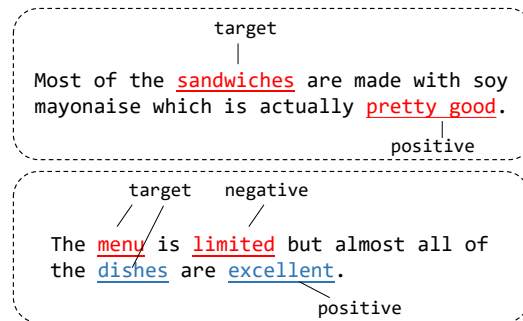 target
Most of the sandwiches are made with soy
mayonaise which is actually pretty good.
positive
target negative
The menu is limited but almost all of
the dishes are excellent.
positive